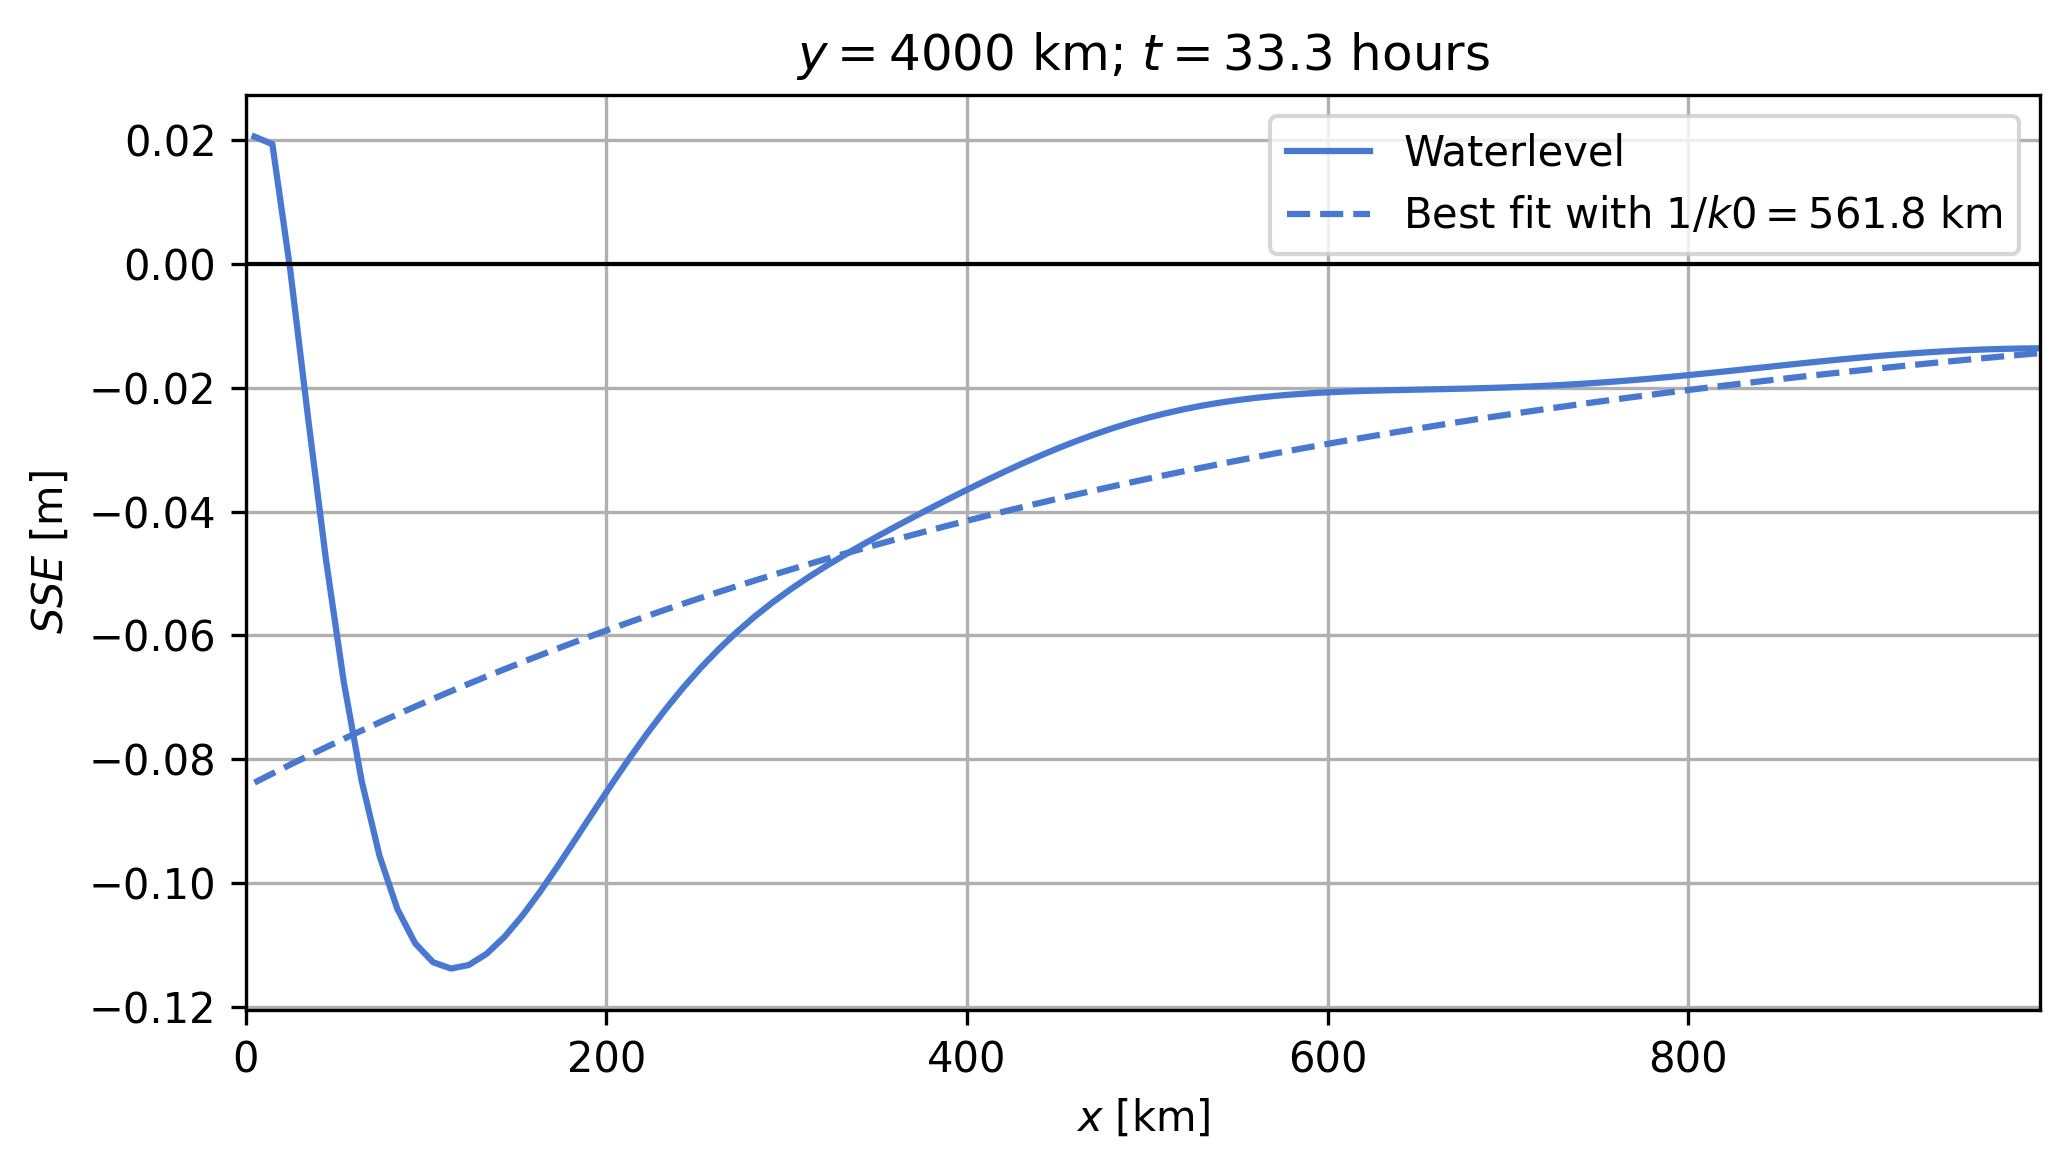 y = 4000 km; t = 33.3 hours
Waterlevel
Best fit with 1/k0 = 561.8 km
0.02
0.00
−0.02
−0.04
−0.06
−0.08
−0.10
−0.12
SSE [m]
0 200 400 600 800
x [km]